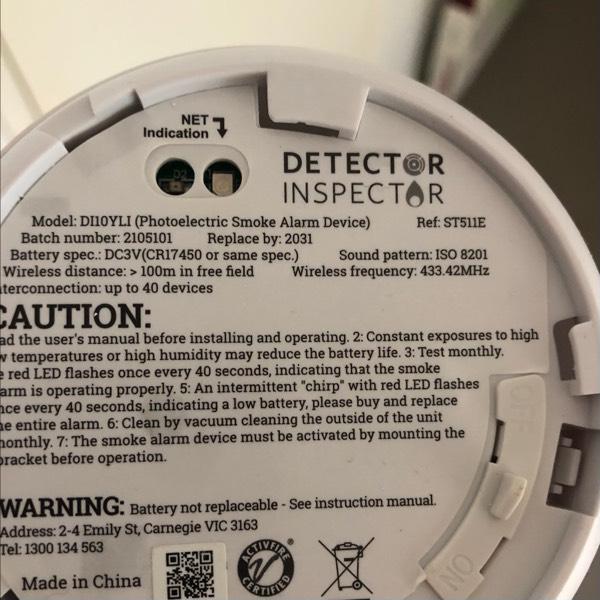 NET
Indication
DETECTOR
INSPECTOR
Model: DI10YLI (Photoelectric Smoke Alarm Device) Ref: ST511E
Batch number: 2105101 Replace by: 2031
Battery spec.: DC3V(CR17450 or same spec.) Sound pattern: ISO 8201
Wireless distance: > 100m in free field Wireless frequency: 433.42MHz
nterconnection: up to 40 devices
CAUTION:
ad the user's manual before installing and operating. 2: Constant exposures to high
w temperatures or high humidity may reduce the battery life. 3: Test monthly.
e red LED flashes once every 40 seconds, indicating that the smoke
arm is operating properly. 5: An intermittent "chirp" with red LED flashes
nce every 40 seconds, indicating a low battery, please buy and replace
he entire alarm. 6: Clean by vacuum cleaning the outside of the unit
monthly. 7: The smoke alarm device must be activated by mounting the
bracket before operation.
OFF
WARNING: Battery not replaceable - See instruction manual.
Address: 2-4 Emily St, Carnegie VIC 3163
Tel: 1300 134 563
ACTIVFIRE
CERTIFIED
®
Made in China
ON